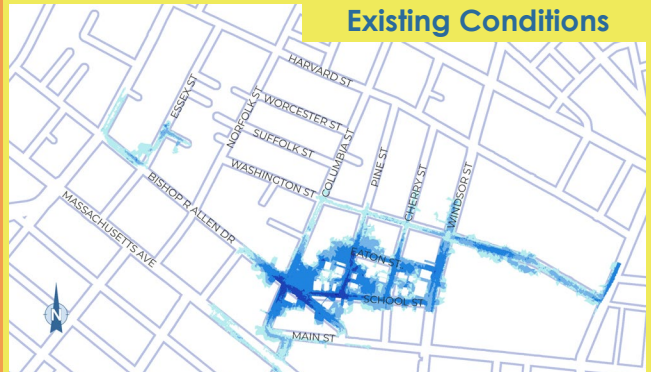 Existing Conditions
HARVARD ST
ESSEX ST
WORCESTER ST
NORFOLK ST
SUFFOLK ST
COLUMBIA ST
PINE ST
WASHINGTON ST
CHERRY ST
WINDSOR ST
BISHOP R ALLEN DR
MASSACHUSETTS AVE
EATON ST
SCHOOL ST
MAIN ST
N